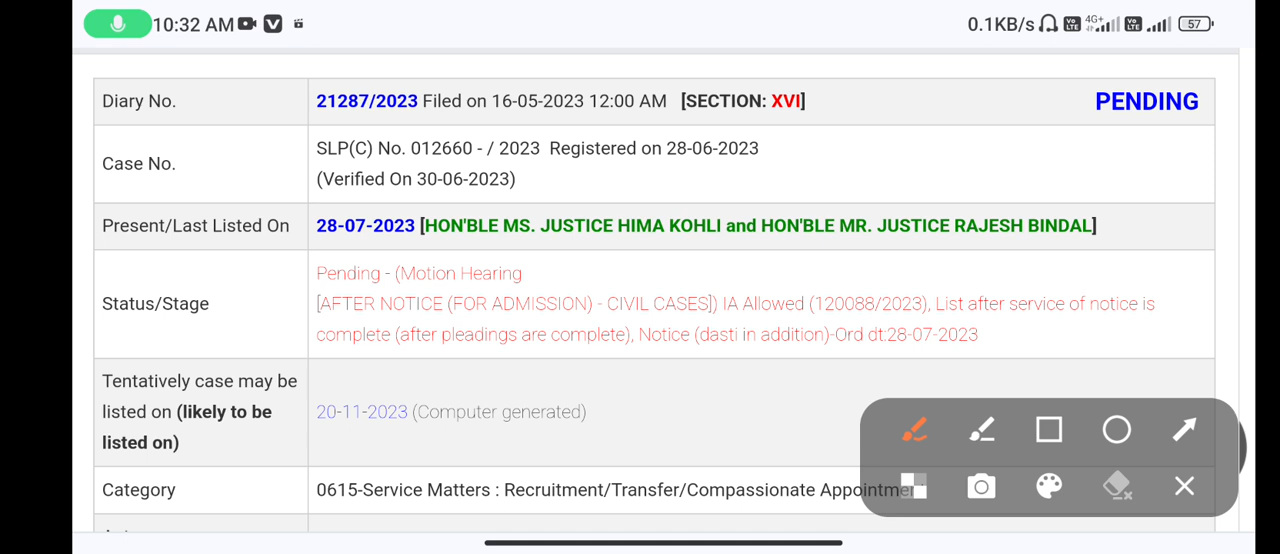 10:32 AM
0.1KB/s
4G+
Vo
LTE
Vo
LTE
57
Diary No.
21287/2023 Filed on 16-05-2023 12:00 AM [SECTION: XVI]
PENDING
Case No.
SLP(C) No. 012660 - / 2023 Registered on 28-06-2023
(Verified On 30-06-2023)
Present/Last Listed On
28-07-2023 [HON'BLE MS. JUSTICE HIMA KOHLI and HON'BLE MR. JUSTICE RAJESH BINDAL]
Status/Stage
Pending - (Motion Hearing
[AFTER NOTICE (FOR ADMISSION) - CIVIL CASES]) IA Allowed (120088/2023), List after service of notice is
complete (after pleadings are complete), Notice (dasti in addition)-Ord dt:28-07-2023
Tentatively case may be
listed on (likely to be
listed on)
20-11-2023 (Computer generated)
Category
0615-Service Matters : Recruitment/Transfer/Compassionate